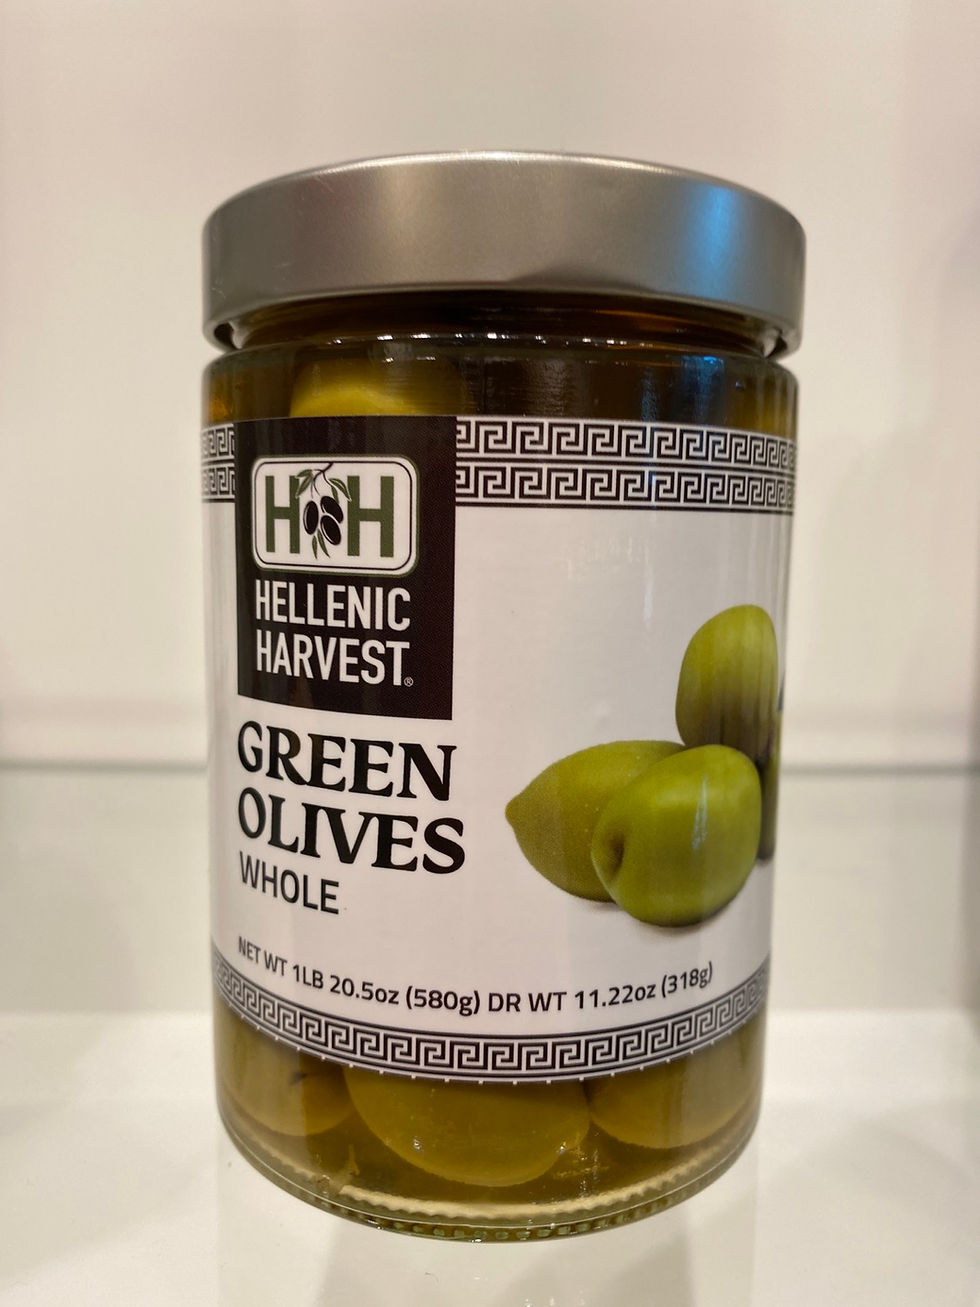 HH
HELLENIC
HARVEST®
GREEN
OLIVES
WHOLE
NET WT 1LB 20.5oz (580g) DR WT 11.22oz (318g)